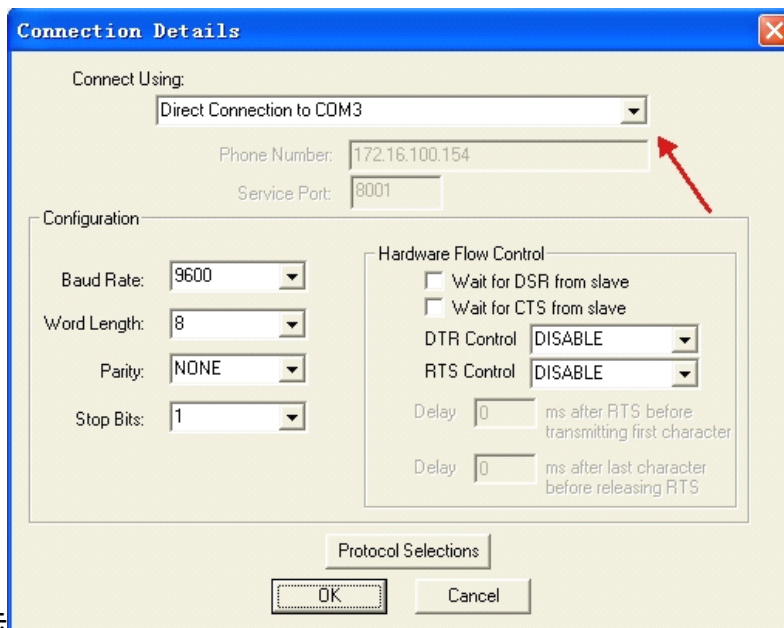 Connection Details
Connect Using:
Direct Connection to COM3
Phone Number: 172.16.100.154
Service Port: 8001
Configuration
Baud Rate: 9600
Word Length: 8
Parity: NONE
Stop Bits: 1
Hardware Flow Control
Wait for DSR from slave
Wait for CTS from slave
DTR Control DISABLE
RTS Control DISABLE
Delay 0 ms after RTS before
transmitting first character
Delay 0 ms after last character
before releasing RTS
Protocol Selections
OK Cancel